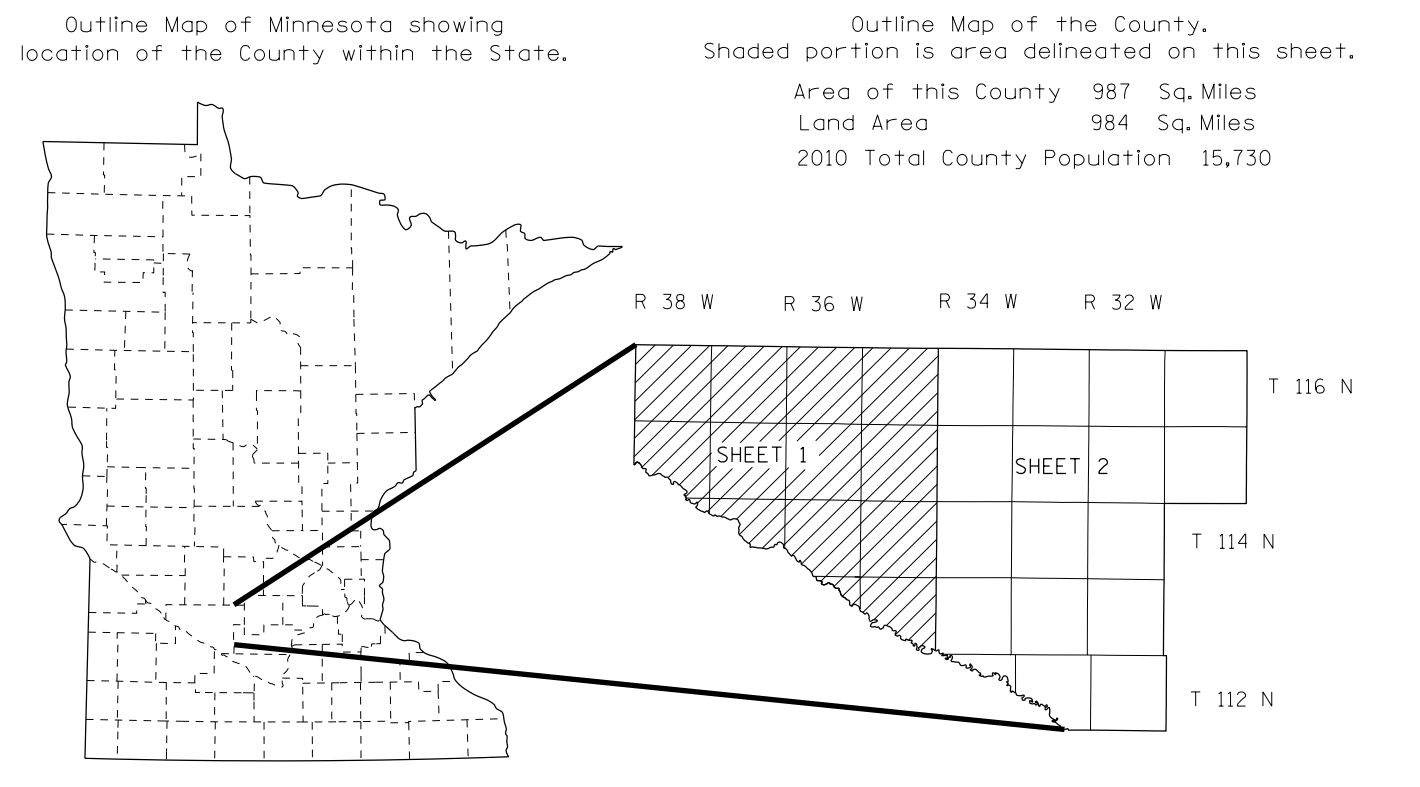 Outline Map of Minnesota showing
location of the County within the State.
Outline Map of the County.
Shaded portion is area delineated on this sheet.
Area of this County 987 Sq. Miles
Land Area 984 Sq. Miles
2010 Total County Population 15,730
R 38 W R 36 W R 34 W R 32 W
T 116 N
SHEET 1 SHEET 2
T 114 N
T 112 N